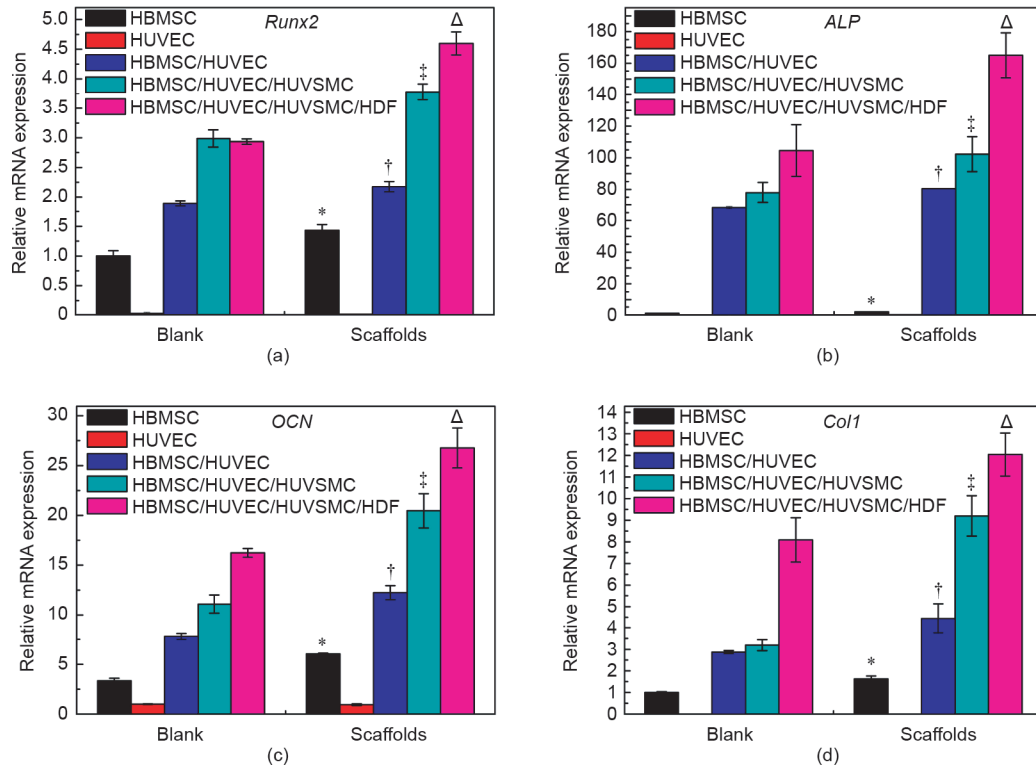 Runx2
HBMSC
HUVEC
HBMSC/HUVEC
HBMSC/HUVEC/HUVSMC
HBMSC/HUVEC/HUVSMC/HDF
Relative mRNA expression
5.0
4.5
4.0
3.5
3.0
2.5
2.0
1.5
1.0
0.5
0
*
†
‡
Δ
Blank Scaffolds
(a)
ALP
HBMSC
HUVEC
HBMSC/HUVEC
HBMSC/HUVEC/HUVSMC
HBMSC/HUVEC/HUVSMC/HDF
Relative mRNA expression
180
160
140
120
100
80
60
40
20
0
*
†
‡
Δ
Blank Scaffolds
(b)
OCN
HBMSC
HUVEC
HBMSC/HUVEC
HBMSC/HUVEC/HUVSMC
HBMSC/HUVEC/HUVSMC/HDF
Relative mRNA expression
30
25
20
15
10
5
0
*
†
‡
Δ
Blank Scaffolds
(c)
Col1
HBMSC
HUVEC
HBMSC/HUVEC
HBMSC/HUVEC/HUVSMC
HBMSC/HUVEC/HUVSMC/HDF
Relative mRNA expression
14
13
12
11
10
9
8
7
6
5
4
3
2
1
0
*
†
‡
Δ
Blank Scaffolds
(d)